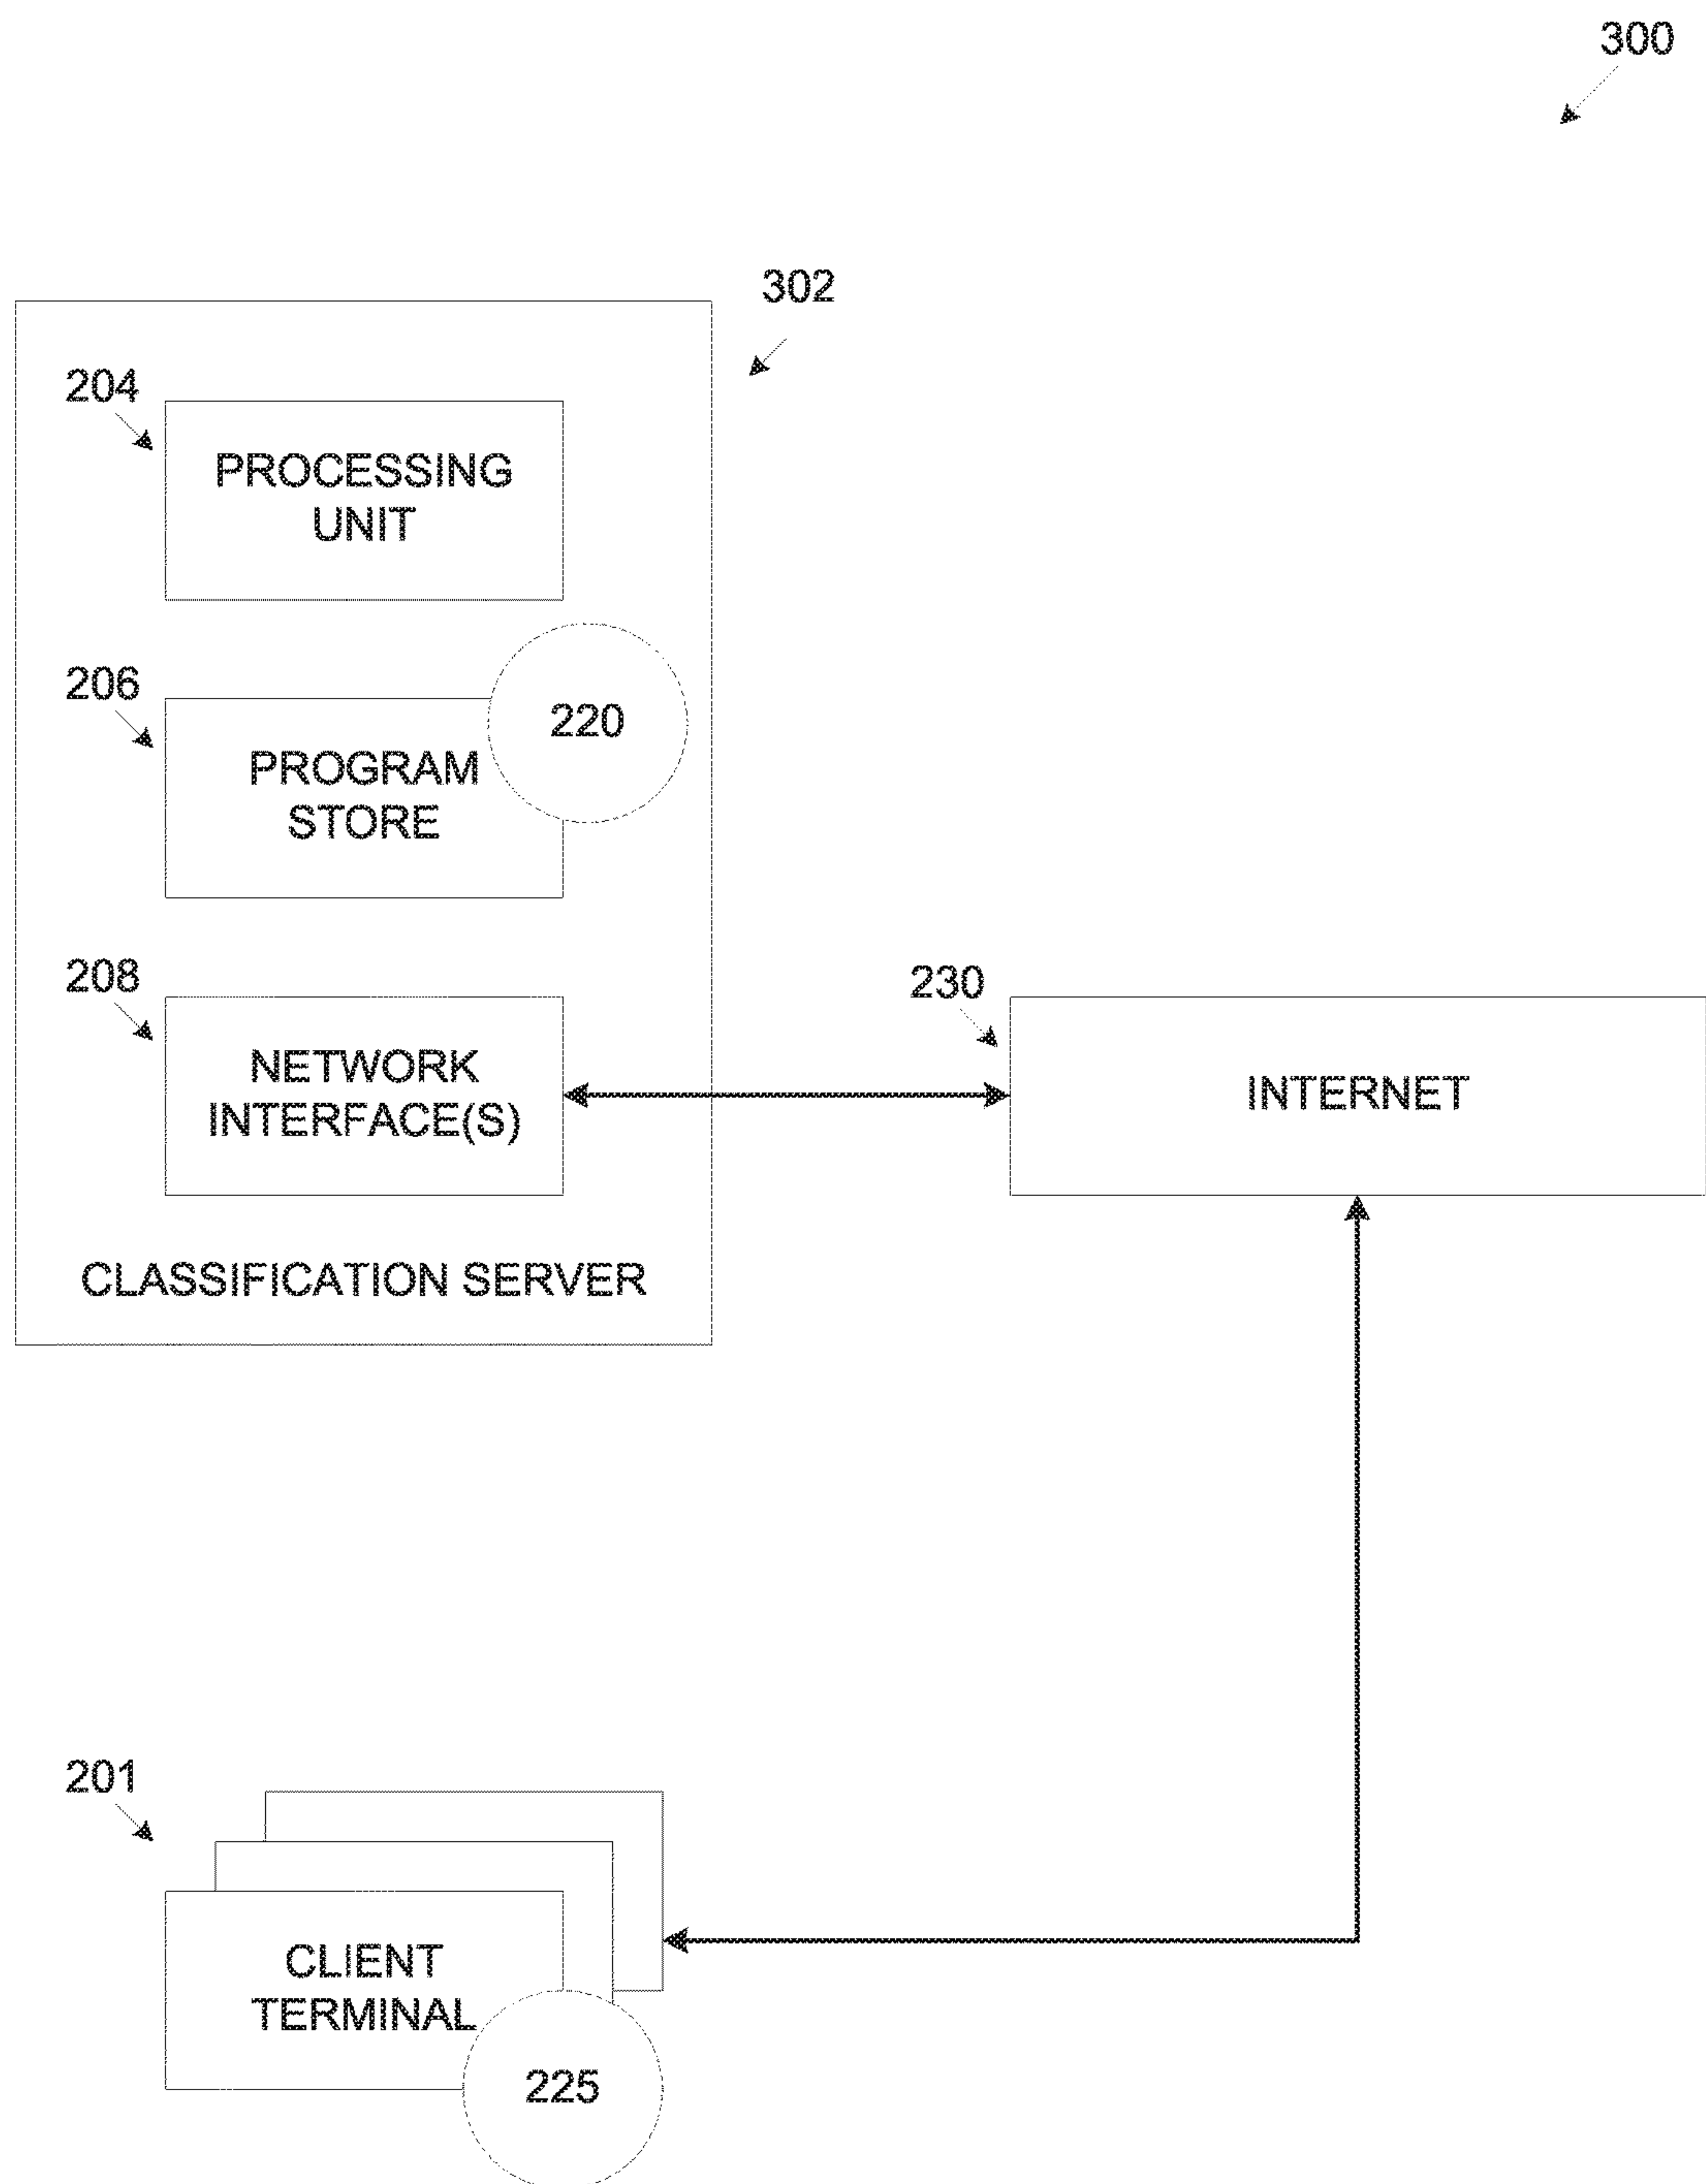 300
302
204
PROCESSING
UNIT
206
220
PROGRAM
STORE
208
230
NETWORK
INTERFACE(S)
INTERNET
CLASSIFICATION SERVER
201
CLIENT
TERMINAL
225